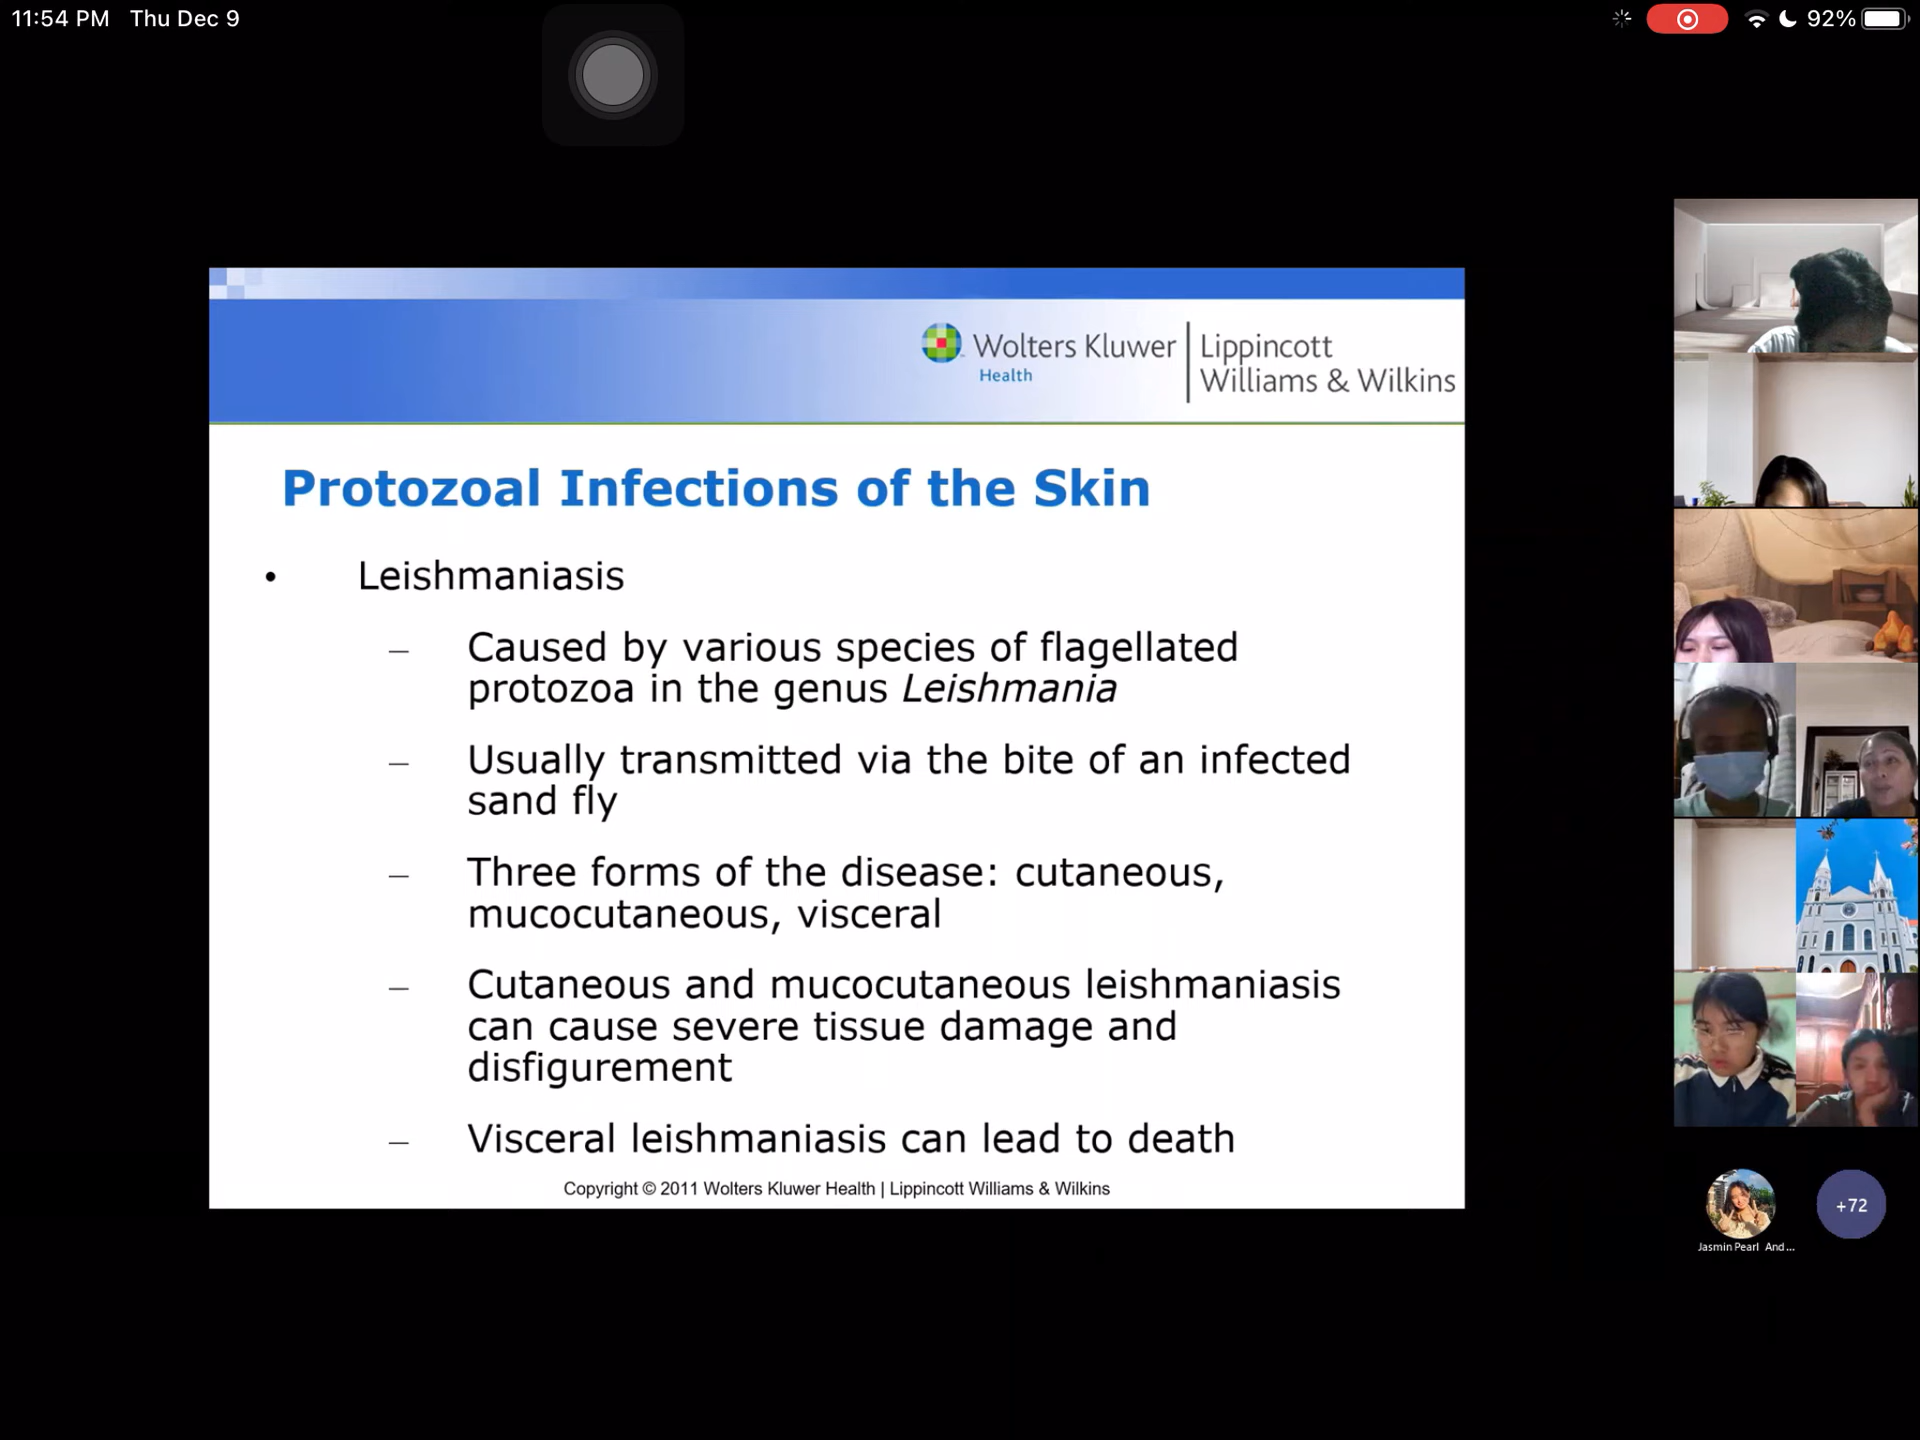 11:54 PM Thu Dec 9
92%
Wolters Kluwer
Health
Lippincott
Williams & Wilkins
Protozoal Infections of the Skin
• Leishmaniasis
– Caused by various species of flagellated
protozoa in the genus Leishmania
– Usually transmitted via the bite of an infected
sand fly
– Three forms of the disease: cutaneous,
mucocutaneous, visceral
– Cutaneous and mucocutaneous leishmaniasis
can cause severe tissue damage and
disfigurement
– Visceral leishmaniasis can lead to death
Copyright © 2011 Wolters Kluwer Health | Lippincott Williams & Wilkins
+72
Jasmin Pearl And...